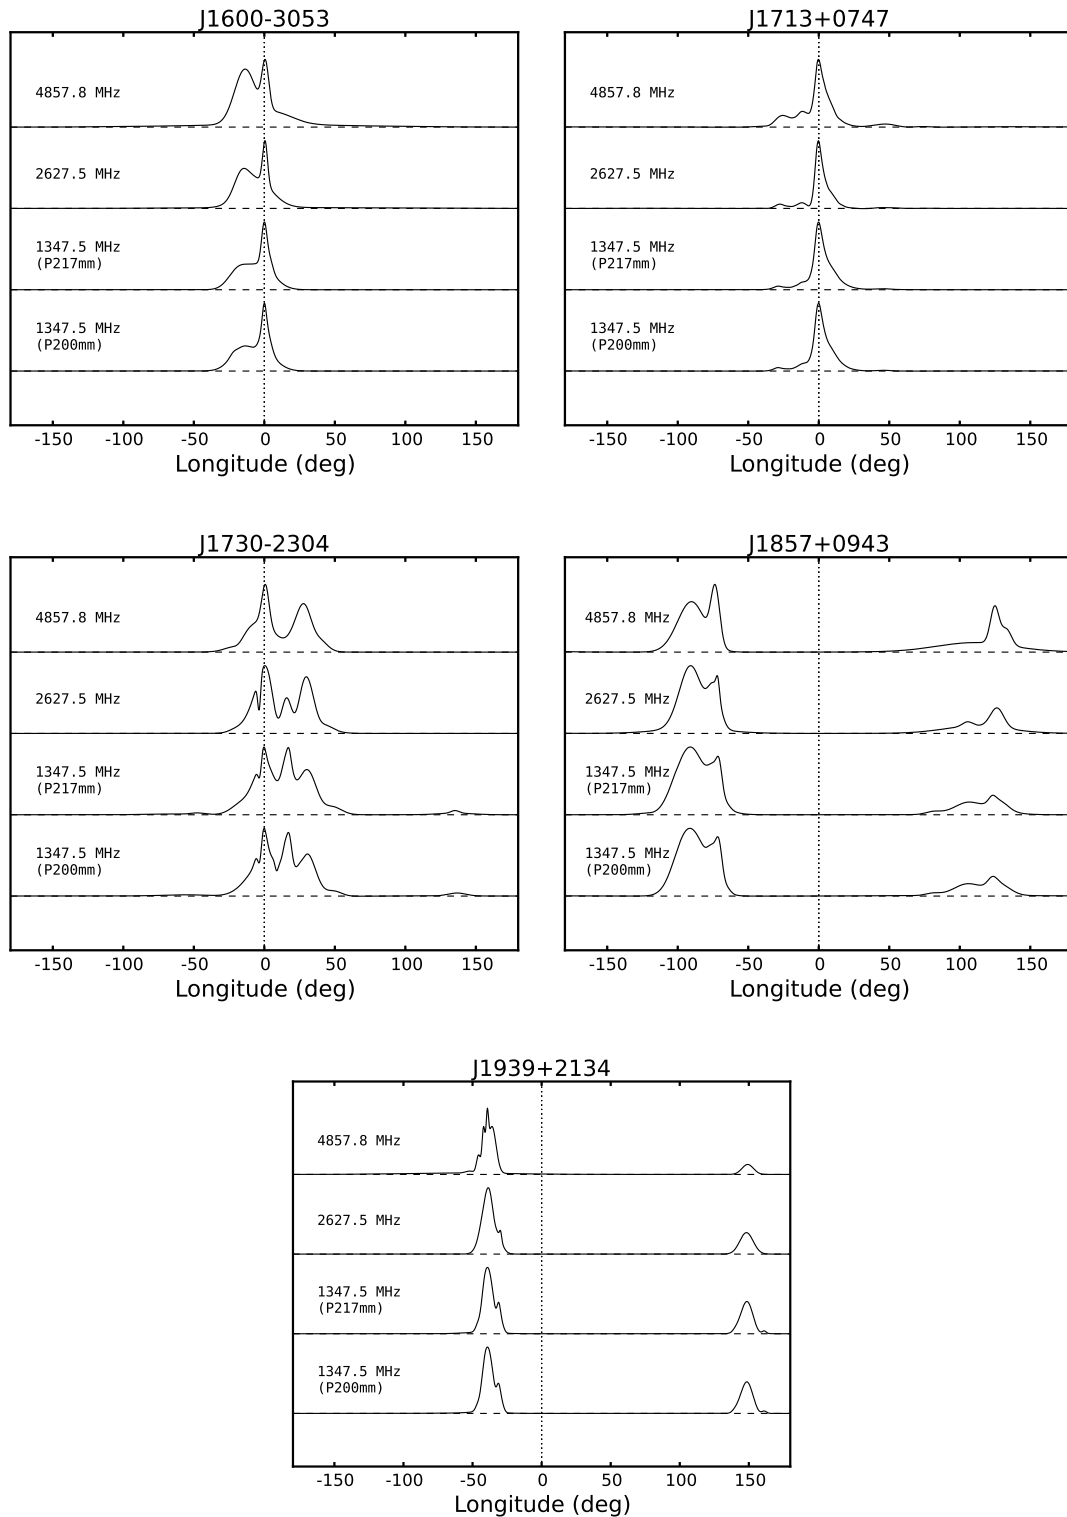 J1600-3053
4857.8 MHz
2627.5 MHz
1347.5 MHz
(P217mm)
1347.5 MHz
(P200mm)
-150 -100 -50 0 50 100 150
Longitude (deg)
J1713+0747
4857.8 MHz
2627.5 MHz
1347.5 MHz
(P217mm)
1347.5 MHz
(P200mm)
-150 -100 -50 0 50 100 150
Longitude (deg)
J1730-2304
4857.8 MHz
2627.5 MHz
1347.5 MHz
(P217mm)
1347.5 MHz
(P200mm)
-150 -100 -50 0 50 100 150
Longitude (deg)
J1857+0943
4857.8 MHz
2627.5 MHz
1347.5 MHz
(P217mm)
1347.5 MHz
(P200mm)
-150 -100 -50 0 50 100 150
Longitude (deg)
J1939+2134
4857.8 MHz
2627.5 MHz
1347.5 MHz
(P217mm)
1347.5 MHz
(P200mm)
-150 -100 -50 0 50 100 150
Longitude (deg)